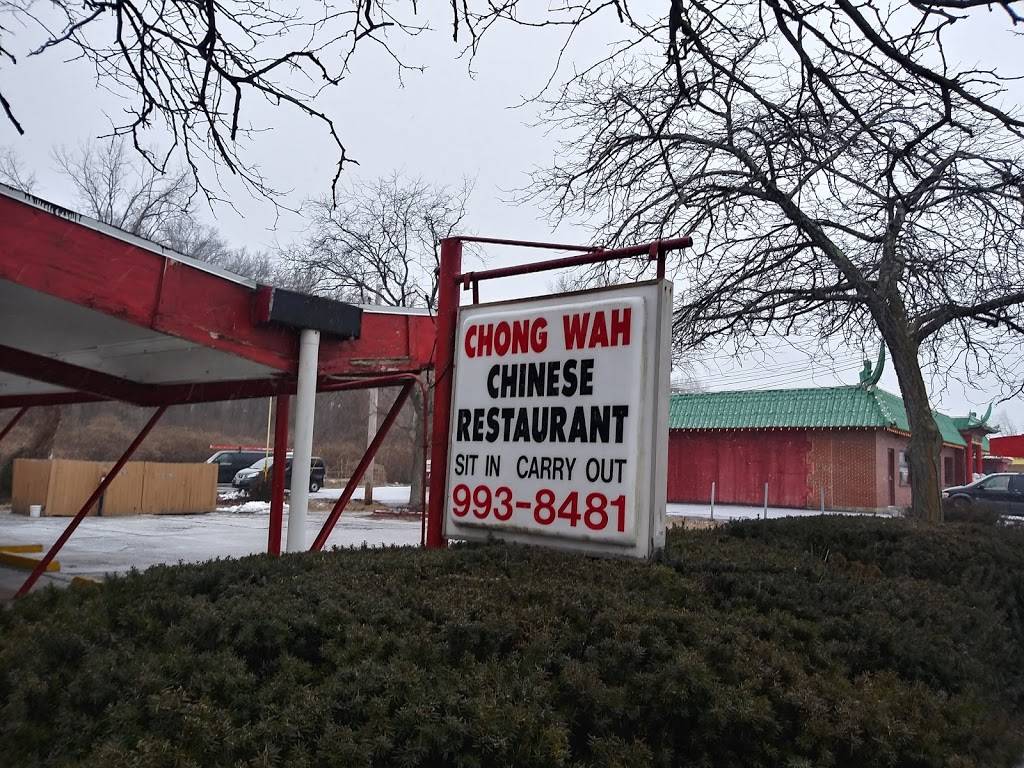 CHONG WAH
CHINESE
RESTAURANT
SIT IN CARRY OUT
993-8481